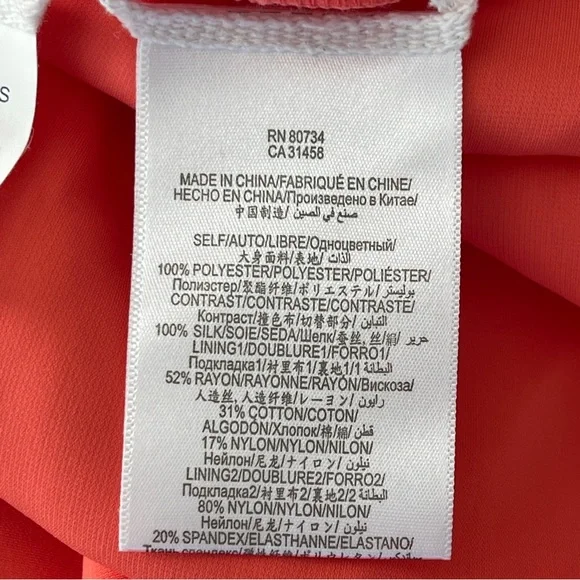 S
RN 80734
CA 31458
MADE IN CHINA/FABRIQUÉ EN CHINE/
HECHO EN CHINA/Произведено в Китае/
中国制造/ صنع في الصين
SELF/AUTO/LIBRE/Одноцветный/
大身面料/表地/ الذات
100% POLYESTER/POLYESTER/POLIÉSTER/
Полиэстер/聚酯纤维/ポリエステル/ بوليستر
CONTRAST/CONTRASTE/CONTRASTE/
Контраст/撞色布/切替部分/ التباين
100% SILK/SOIE/SEDA/Шелк/蚕丝, 丝/絹/ حرير
LINING1/DOUBLURE1/FORRO1/
Подкладка1/衬里布1/裏地1/ البطانة1
52% RAYON/RAYONNE/RAYÓN/Вискоза/
人造丝, 人造纤维/レーヨン/ رايون
31% COTTON/COTON/
ALGODÓN/Хлопок/棉/綿/ قطن
17% NYLON/NYLON/NILON/
Нейлон/尼龙/ナイロン/ نيلون
LINING2/DOUBLURE2/FORRO2/
Подкладка2/衬里布2/裏地2/ البطانة2
80% NYLON/NYLON/NILON/
Нейлон/尼龙/ナイロン/ نيلون
20% SPANDEX/ÉLASTHANNE/ELASTANO/